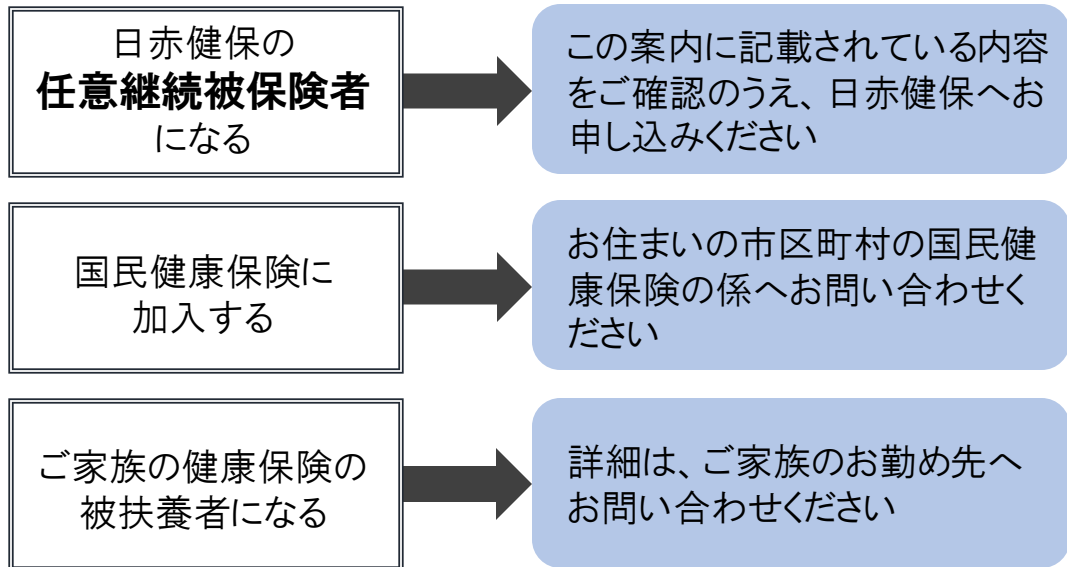 日赤健保の
任意継続被保険者
になる
この案内に記載されている内容
をご確認のうえ、日赤健保へお
申し込みください
国民健康保険に
加入する
お住まいの市区町村の国民健
康保険の係へお問い合わせく
ださい
ご家族の健康保険の
被扶養者になる
詳細は、ご家族のお勤め先へ
お問い合わせください